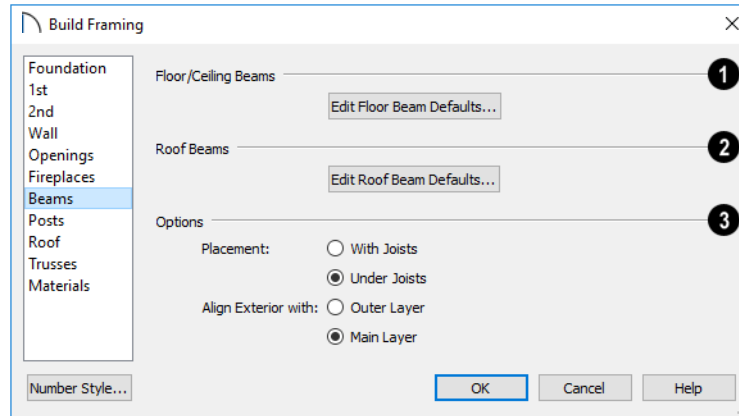 Build Framing
Foundation
1st
2nd
Wall
Openings
Fireplaces
Beams
Posts
Roof
Trusses
Materials
Number Style...
Floor/Ceiling Beams
1
Edit Floor Beam Defaults...
Roof Beams
2
Edit Roof Beam Defaults...
Options
3
Placement:
With Joists
Under Joists
Align Exterior with:
Outer Layer
Main Layer
OK
Cancel
Help